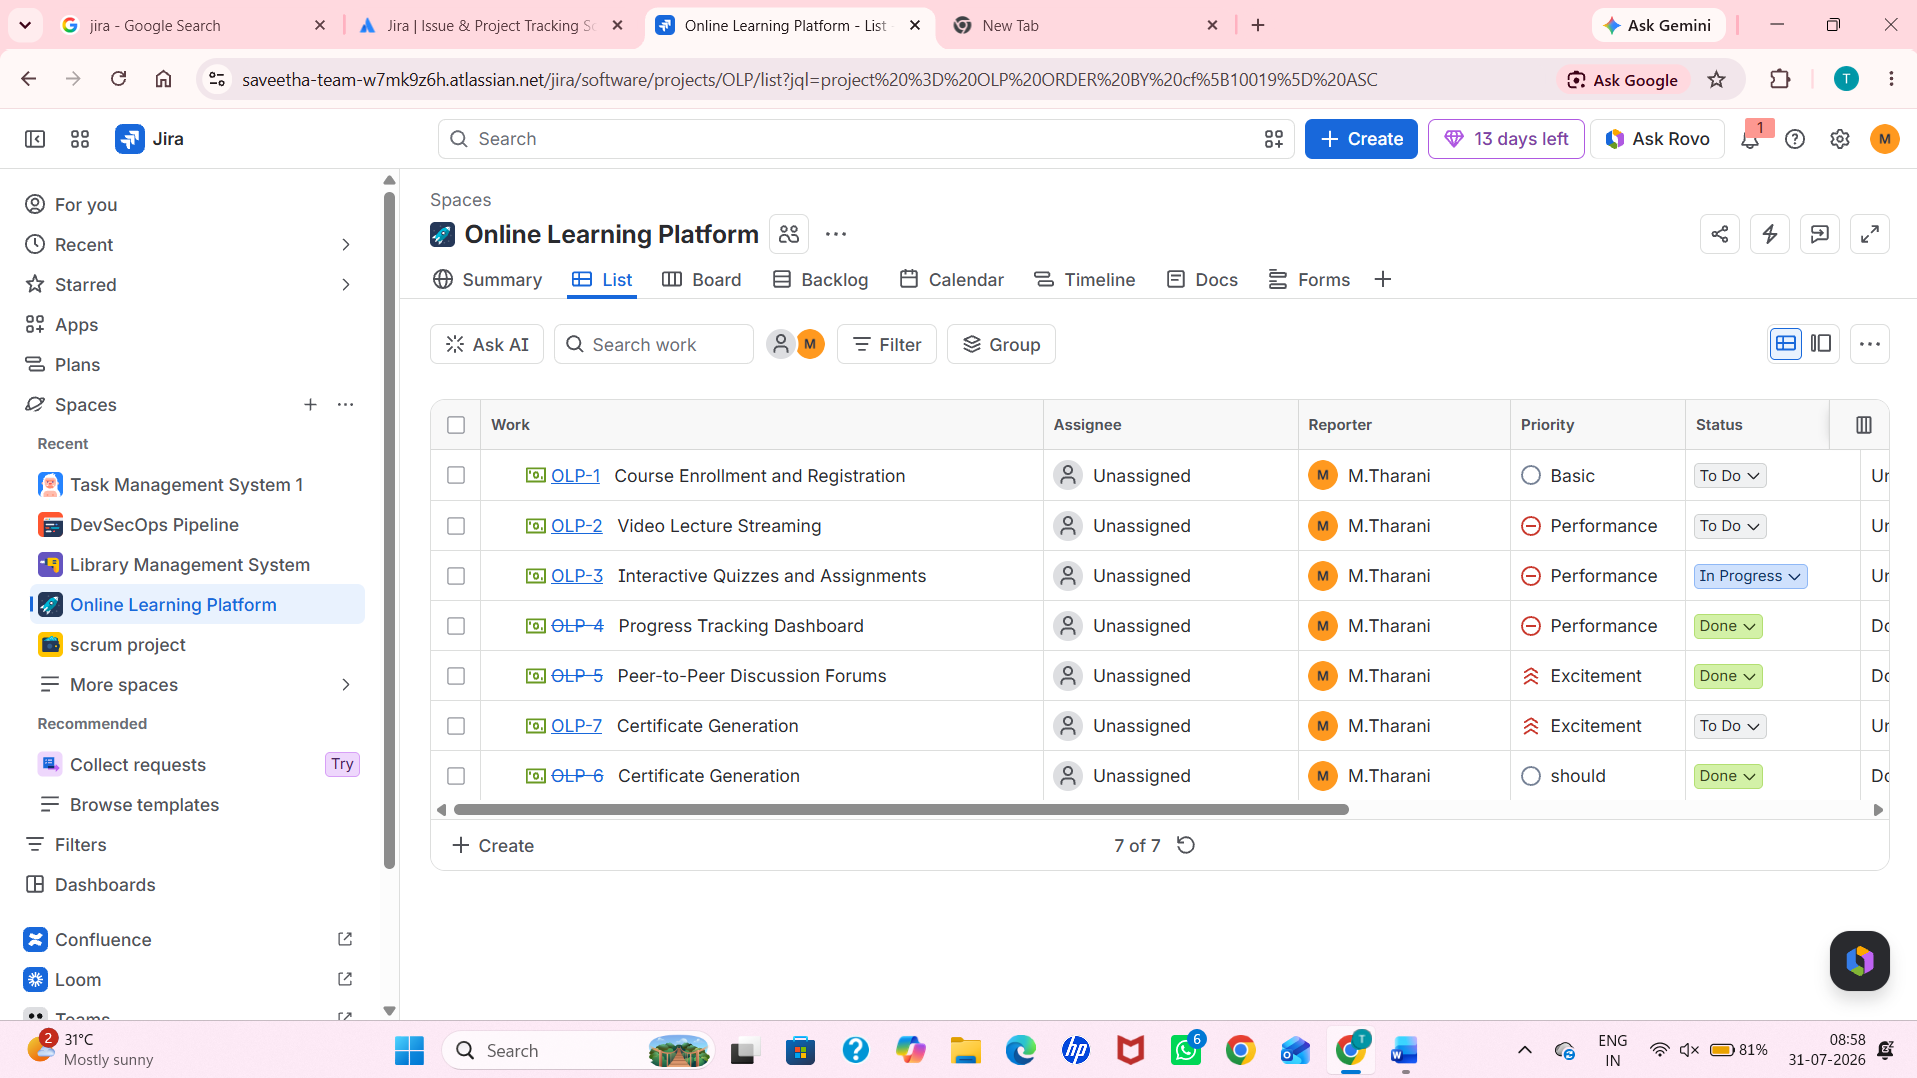 jira - Google Search
Jira | Issue & Project Tracking So
Online Learning Platform - List
New Tab
Ask Gemini
saveetha-team-w7mk9z6h.atlassian.net/jira/software/projects/OLP/list?jql=project%20%3D%20OLP%20ORDER%20BY%20cf%5B10019%5D%20ASC
Ask Google
T
Jira
Search
Create
13 days left
Ask Rovo
1
M
For you
Recent
Starred
Apps
Plans
Spaces
Recent
Task Management System 1
DevSecOps Pipeline
Library Management System
Online Learning Platform
scrum project
More spaces
Recommended
Collect requests Try
Browse templates
Filters
Dashboards
Confluence
Loom
Teams
Spaces
Online Learning Platform
Summary List Board Backlog Calendar Timeline Docs Forms
Ask AI Search work M Filter Group
Work Assignee Reporter Priority Status
OLP-1 Course Enrollment and Registration Unassigned M M.Tharani Basic To Do Un
OLP-2 Video Lecture Streaming Unassigned M M.Tharani Performance To Do Un
OLP-3 Interactive Quizzes and Assignments Unassigned M M.Tharani Performance In Progress Un
OLP-4 Progress Tracking Dashboard Unassigned M M.Tharani Performance Done Do
OLP-5 Peer-to-Peer Discussion Forums Unassigned M M.Tharani Excitement Done Do
OLP-7 Certificate Generation Unassigned M M.Tharani Excitement To Do Un
OLP-6 Certificate Generation Unassigned M M.Tharani should Done Do
Create 7 of 7
2
31°C
Mostly sunny
Search
6
T
ENG
IN
81%
08:58
31-07-2026